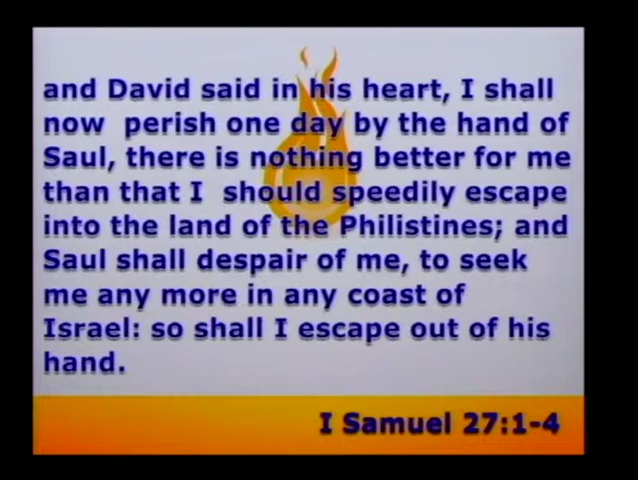 and David said in his heart, I shall
now perish one day by the hand of
Saul, there is nothing better for me
than that I should speedily escape
into the land of the Philistines; and
Saul shall despair of me, to seek
me any more in any coast of
Israel: so shall I escape out of his
hand.
I Samuel 27:1-4